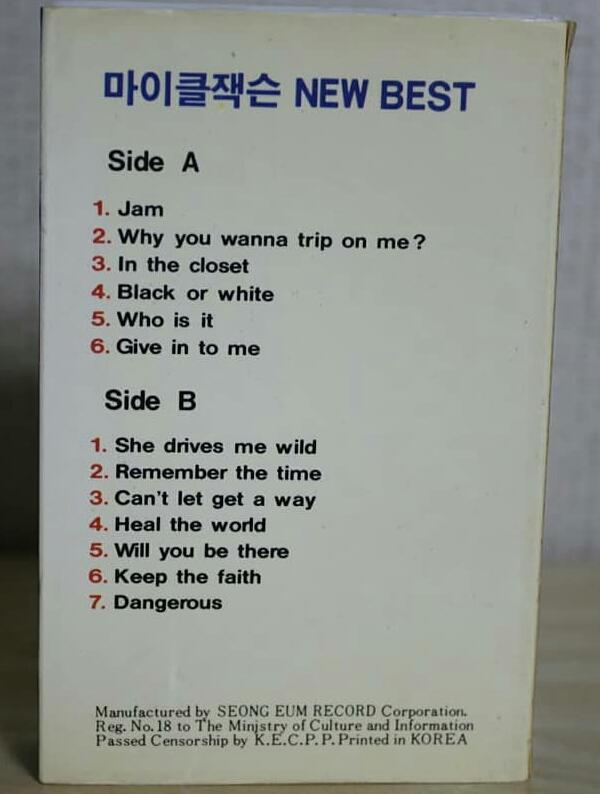 마이클잭슨 NEW BEST
Side A
1. Jam
2. Why you wanna trip on me?
3. In the closet
4. Black or white
5. Who is it
6. Give in to me
Side B
1. She drives me wild
2. Remember the time
3. Can't let get a way
4. Heal the world
5. Will you be there
6. Keep the faith
7. Dangerous
Manufactured by SEONG EUM RECORD Corporation.
Reg. No. 18 to The Minjstry of Culture and Information
Passed Censorship by K.E.C.P.P. Printed in KOREA